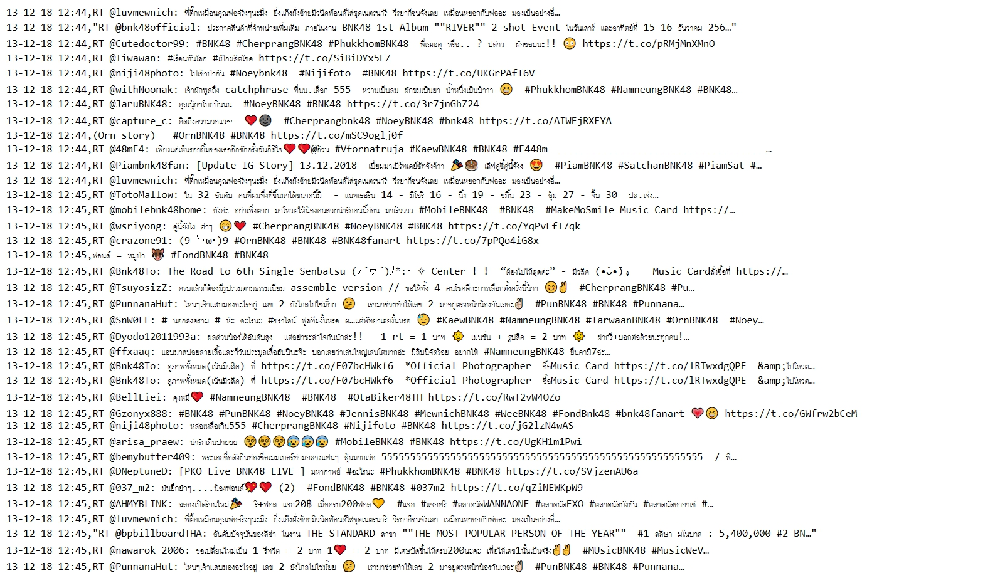 13-12-18 12:44,RT @luvmewnich: พี่ตึ๊กเหมือนคุณพ่อจริงๆนะมึง ยิ่งแก๊งฝั่งซ้ายมิวนิคฟ้อนด์ใส่ชุดเนตรนารี วีรยาก็ซนจังเลย เหมือนหยอกกับพ่ออะ มองเป็นอย่างอื่…
13-12-18 12:44,"RT @bnk48official: ประกาศสินค้าที่จำหน่ายเพิ่มเติม ภายในงาน BNK48 1st Album ""RIVER"" 2-shot Event ในวันเสาร์ และอาทิตย์ที่ 15-16 ธันวาคม 256…"
13-12-18 12:44,RT @Cutedoctor99: #BNK48 #CherprangBNK48 #PhukkhomBNK48 พี่เฌอดุ หรือ.. ? ปล่าว ผักชอบนะ!! 😳 https://t.co/pRMjMnXMnO
13-12-18 12:44,RT @Tiwawan: #เรือนทันโลก #เป๊กผลิตโชค https://t.co/SiBiDYx5FZ
13-12-18 12:44,RT @niji48photo: ไปเข้าป่ากัน #Noeybnk48 #Nijifoto #BNK48 https://t.co/UKGrPAfI6V
13-12-18 12:44,RT @withNoonak: เจ้าผักพูดถึง catchphrase ที่นน.เลือก 555 หวานเป็นลม ผักขมเป็นยา น้ำหนึ่งเป็นบ้าาา 😆 #PhukkhomBNK48 #NamneungBNK48 #BNK48…
13-12-18 12:44,RT @JaruBNK48: คุณนุ้ยยโบยบินนน #NoeyBNK48 #BNK48 https://t.co/3r7jnGhZ24
13-12-18 12:44,RT @capture_c: คิดถึงความวอแว~ ❤️🌚 #Cherprangbnk48 #NoeyBNK48 #bnk48 https://t.co/AIWEjRXFYA
13-12-18 12:44,(Orn story) #OrnBNK48 #BNK48 https://t.co/mSC9oglj0f
13-12-18 12:44,RT @48mF4: เพียงแค่เห็นรอยยิ้มของเธออีกซักครั้งฉันก็ดีใจ❤️❤️@อ้วน #Vfornatruja #KaewBNK48 #BNK48 #F448m ____________________________________…
13-12-18 12:44,RT @Piambnk48fan: [Update IG Story] 13.12.2018 เปี่ยมมาเบิร์ทเดย์ซัทจังจ้าา 🎉🎂 เลิฟคู่ซี้คู่นี้จังง 😍 #PiamBNK48 #SatchanBNK48 #PiamSat #…
13-12-18 12:44,RT @luvmewnich: พี่ตึ๊กเหมือนคุณพ่อจริงๆนะมึง ยิ่งแก๊งฝั่งซ้ายมิวนิคฟ้อนด์ใส่ชุดเนตรนารี วีรยาก็ซนจังเลย เหมือนหยอกกับพ่ออะ มองเป็นอย่างอื่…
13-12-18 12:44,RT @TotoMallow: ใน 32 อันดับ คนที่ผมทึ่งที่ขึ้นมาได้ขนาดนี้มี - แนทเธอรีน 14 - มิโอริ 16 - นิ้ง 19 - ขมิ้น 23 - อุ้ม 27 - จิ๊บ 30 ปล.เจ๋ง…
13-12-18 12:44,RT @mobilebnk48home: ยังค่ะ อย่าเพิ่งตาย มาโหวตให้น้องคนสวยน่ารักคนนี้ก่อน มาเร้วววว #MobileBNK48 #BNK48 #MakeMoSmile Music Card https://…
13-12-18 12:44,RT @wsriyong: คู่นี้ยังไง ฮ่าๆ 😁❤️ #CherprangBNK48 #NoeyBNK48 #BNK48 https://t.co/YqPvFfT7qk
13-12-18 12:44,RT @crazone91: (9 ˋ･ω･)9 #OrnBNK48 #BNK48 #BNK48fanart https://t.co/7pPQo4iG8x
13-12-18 12:45,ฟอนด์ = หมูป่า 🐗 #FondBNK48 #BNK48
13-12-18 12:45,RT @Bnk48To: The Road to 6th Single Senbatsu (ﾉ´ヮ´)ﾉ*:･ﾟ✧ Center ! ! “ต้องไปให้สุดค่ะ” - มิวสิค (•̀ᴗ•́)و Music Cardสั่งซื้อที่ https://…
13-12-18 12:45,RT @TsuyosizZ: ครบแล้วก็ต้องมีรูปรวมตามธรรมเนียม assemble version // ขอให้ทั้ง 4 คนโชคดีกะการเลือกตั้งครั้งนี้น้าา 😊✌️ #CherprangBNK48 #Pu…
13-12-18 12:45,RT @PunnanaHut: ไหนๆเจ้าแสบมองอะไรอยู่ เลข 2 ยังไกลไปใช่มั้ยย 🤔 เรามาช่วยทำให้เลข 2 มาอยู่ตรงหน้าน้องกันเถอะ✌🏻 #PunBNK48 #BNK48 #Punnana…
13-12-18 12:45,RT @SnW0LF: # นอกสงคราม # ห๊ะ อะไรนะ #ชราไลน์ ฟูลทีมงั้นหรอ ต…แต่พัทยาเลยงั้นหรอ 😓 #KaewBNK48 #NamneungBNK48 #TarwaanBNK48 #OrnBNK48 #Noey…
13-12-18 12:45,RT @Dyodo12011993a: ผลด่วนน้องได้อันดับสูง แต่อย่าชะล่าใจกันนักล่ะ!! 1 rt = 1 บาท 🌞 เมนชั่น + รูปสิค = 2 บาท 🌞 ฝากรี+บอกต่อด้วยนะทุกคน!…
13-12-18 12:45,RT @ffxaaq: แอบมาสปอยลายเสื้อและก็วันประมูลเสื้อฮัปปินะจ๊ะ บอกเลยว่าเล่นใหญ่เล่นโตมากอ่ะ มีสิบนี่จัดร้อย อยากให้ #NamneungBNK48 ยืนคามิ7อ่ะ…
13-12-18 12:45,RT @Bnk48To: ดูภาพทั้งหมด(เน้นมิวสิค) ที่ https://t.co/F07bcHWkf6 *Official Photographer ซื้อMusic Card https://t.co/lRTwxdgQPE &amp;ไปโหวต…
13-12-18 12:45,RT @Bnk48To: ดูภาพทั้งหมด(เน้นมิวสิค) ที่ https://t.co/F07bcHWkf6 *Official Photographer ซื้อMusic Card https://t.co/lRTwxdgQPE &amp;ไปโหวต…
13-12-18 12:45,RT @BellEiei: คุงหมี❤️ #NamneungBNK48 #BNK48 #OtaBiker48TH https://t.co/RwT2vW4OZo
13-12-18 12:45,RT @Gzonyx888: #BNK48 #PunBNK48 #NoeyBNK48 #JennisBNK48 #MewnichBNK48 #WeeBNK48 #FondBnk48 #bnk48fanart 💗😆 https://t.co/GWfrw2bCeM
13-12-18 12:45,RT @niji48photo: หล่อเหลือเกิน555 #CherprangBNK48 #Nijifoto #BNK48 https://t.co/jG2lzN4wAS
13-12-18 12:45,RT @arisa_praew: น่ารักเกินปายยย 😵😵😵😰😰😰 #MobileBNK48 #BNK48 https://t.co/UgKH1m1Pwi
13-12-18 12:45,RT @bemybutter409: พระเอกชื่อดังยืนท่องชื่อเมมเบอร์ท่ามกลางแฟนๆ ลุ้นมากเว่อ 55555555555555555555555555555555555555555555555555555555 / พี่…
13-12-18 12:45,RT @DNeptuneD: [PKO Live BNK48 LIVE ] มหากาพย์ #อะไรนะ #PhukkhomBNK48 #BNK48 https://t.co/SVjzenAU6a
13-12-18 12:45,RT @037_m2: มันยึกยักๆ....น้องฟอนด์💖❤️ (2) #FondBNK48 #BNK48 #037m2 https://t.co/qZiNEWKpW9
13-12-18 12:45,RT @AHMYBLINK: ฉลองเปิดร้านใหม่🎉 รี+ฟอล แจก20฿ เมื่อครบ200ฟอล💛 #แจก #แจกฟรี #ตลาดนัดWANNAONE #ตลาดนัดEXO #ตลาดนัดบังทัน #ตลาดนัดอากาเซ่ #…
13-12-18 12:45,RT @luvmewnich: พี่ตึ๊กเหมือนคุณพ่อจริงๆนะมึง ยิ่งแก๊งฝั่งซ้ายมิวนิคฟ้อนด์ใส่ชุดเนตรนารี วีรยาก็ซนจังเลย เหมือนหยอกกับพ่ออะ มองเป็นอย่างอื่…
13-12-18 12:45,"RT @bpbillboardTHA: อันดับปัจจุบันของลิซ่า ในงาน THE STANDARD สาขา ""THE MOST POPULAR PERSON OF THE YEAR"" #1 ลลิษา มโนบาล : 5,400,000 #2 BN…"
13-12-18 12:45,RT @nawarok_2006: ขอเปลี่ยนใหม่เป็น 1 รีทวิต = 2 บาท 1❤️ = 2 บาท มีเศษปัดขึ้นให้ครบ200นะคะ เพื่อให้เลข1นั้นเป็นจริง✌️✌️ #MUsicBNK48 #MusicWeV…
13-12-18 12:45,RT @PunnanaHut: ไหนๆเจ้าแสบมองอะไรอยู่ เลข 2 ยังไกลไปใช่มั้ยย 🤔 เรามาช่วยทำให้เลข 2 มาอยู่ตรงหน้าน้องกันเถอะ✌🏻 #PunBNK48 #BNK48 #Punnana…